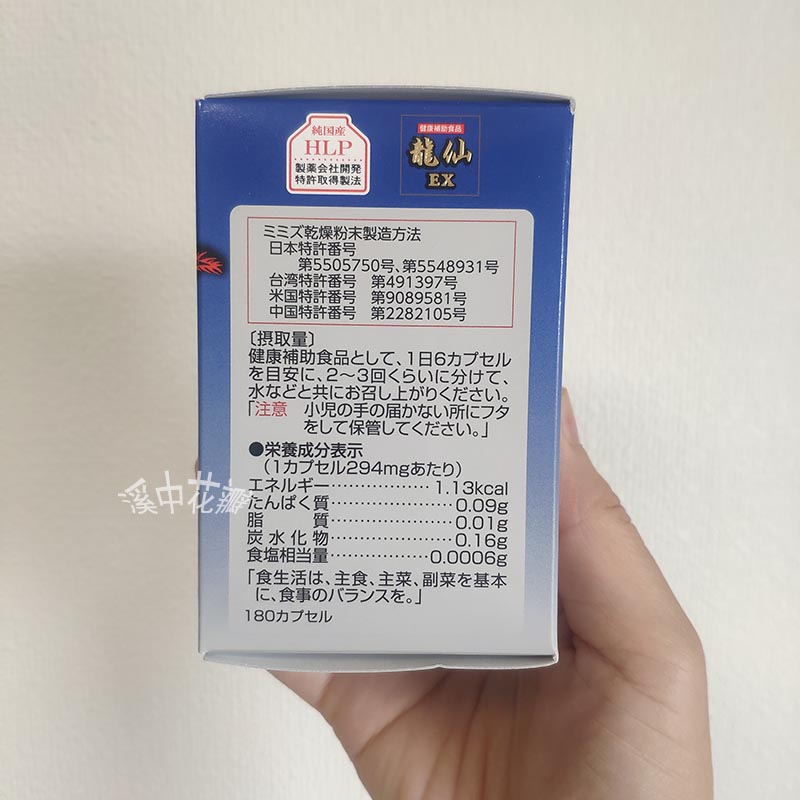 純国産
HLP
製薬会社開発
特許取得製法
健康補助食品
龍仙
EX
ミミズ乾燥粉末製造方法
日本特許番号
第5505750号、第5548931号
台湾特許番号 第491397号
米国特許番号 第9089581号
中国特許番号 第2282105号
〔摂取量〕
健康補助食品として、1日6カプセル
を目安に、2〜3回くらいに分けて、
水などと共にお召し上がりください。
「注意 小児の手の届かない所にフタ
をして保管してください。」
●栄養成分表示
(1カプセル294mgあたり)
エネルギー………………1.13kcal
たんぱく質………………0.09g
脂質………………0.01g
炭水化物………………0.16g
食塩相当量………………0.0006g
「食生活は、主食、主菜、副菜を基本
に、食事のバランスを。」
180カプセル
溪中花瓣